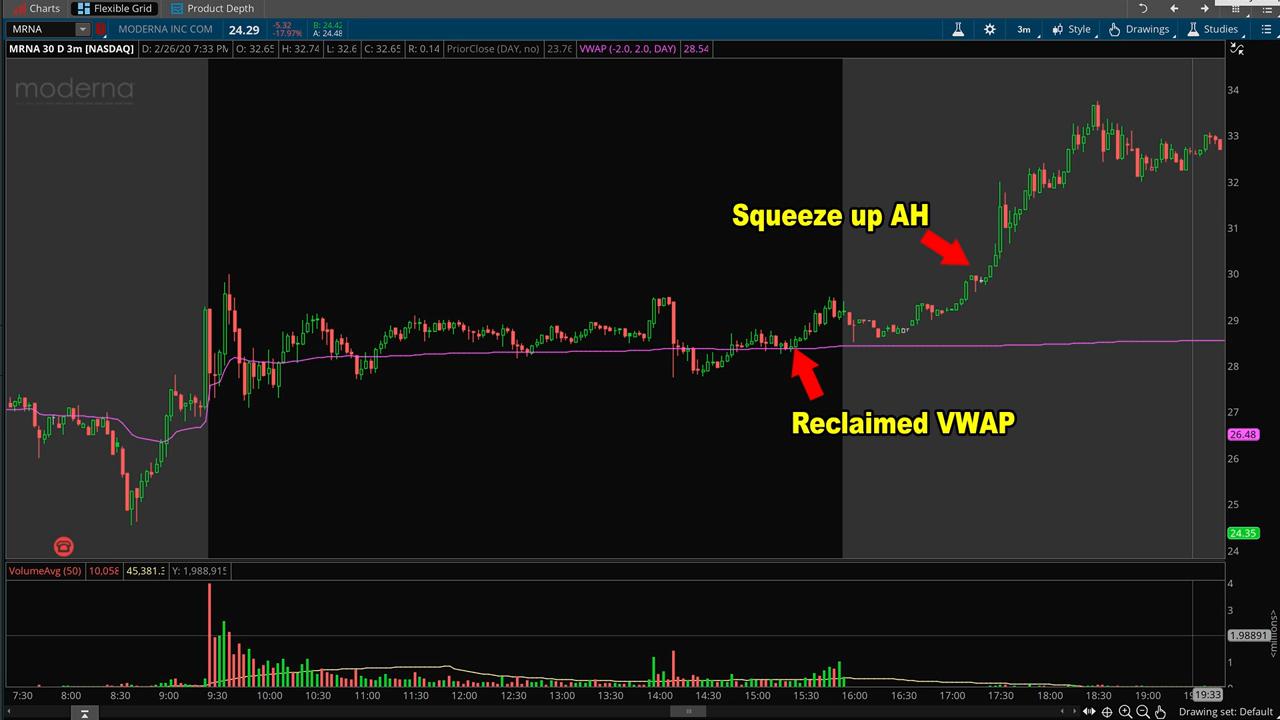 Charts Flexible Grid Product Depth
MRNA MODERNA INC COM 24.29 -5.32 -17.97% B: 24.42 A: 24.48 3m Style Drawings Studies
MRNA 30 D 3m [NASDAQ] D: 2/26/20 7:33 PM O: 32.65 H: 32.74 L: 32.6 C: 32.65 R: 0.14 PriorClose (DAY, no) 23.76 VWAP (-2.0, 2.0, DAY) 28.54
moderna
34
33
32
Squeeze up AH
31
30
29
28
27
Reclaimed VWAP
26.48
26
25
24.35
24
VolumeAvg (50) 10,058 45,381.3 Y: 1,988,915
4
3
1.98891
<millions>
1
7:30 8:00 8:30 9:00 9:30 10:00 10:30 11:00 11:30 12:00 12:30 13:00 13:30 14:00 14:30 15:00 15:30 16:00 16:30 17:00 17:30 18:00 18:30 19:00 19:33
Drawing set: Default